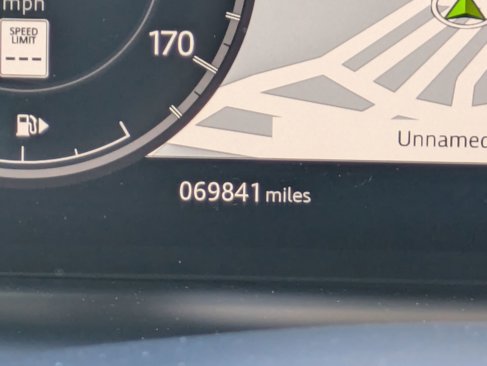 mph
SPEED
LIMIT
---
170
Unnamed
069841 miles